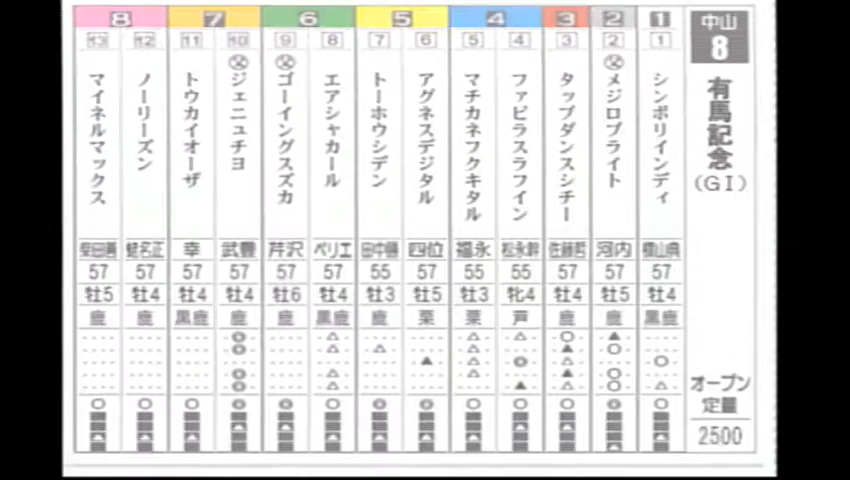 中山
8
有馬記念
(GI)
オープン
定量
2500
1
1
シンボリインディ
横山典
57
牡4
黒鹿
2
2
父
メジロブライト
河内
57
牡5
鹿
3
3
タップダンスシチー
佐藤哲
57
牡4
鹿
4
4
ファビラスラフイン
松永幹
55
牝4
芦
5
マチカネフクキタル
福永
55
牡3
栗
5
6
アグネスデジタル
四位
57
牡5
栗
7
トーホウシデン
田中勝
55
牡3
鹿
6
8
エアシャカール
ペリエ
57
牡4
黒鹿
9
父
ゴーイングスズカ
芹沢
57
牡6
鹿
7
10
父
ジェニュチヨ
武豊
57
牡4
鹿
11
トウカイオーザ
幸
57
牡4
黒鹿
8
12
ノーリーズン
蛯名正
57
牡4
鹿
13
マイネルマックス
柴田善
57
牡5
鹿